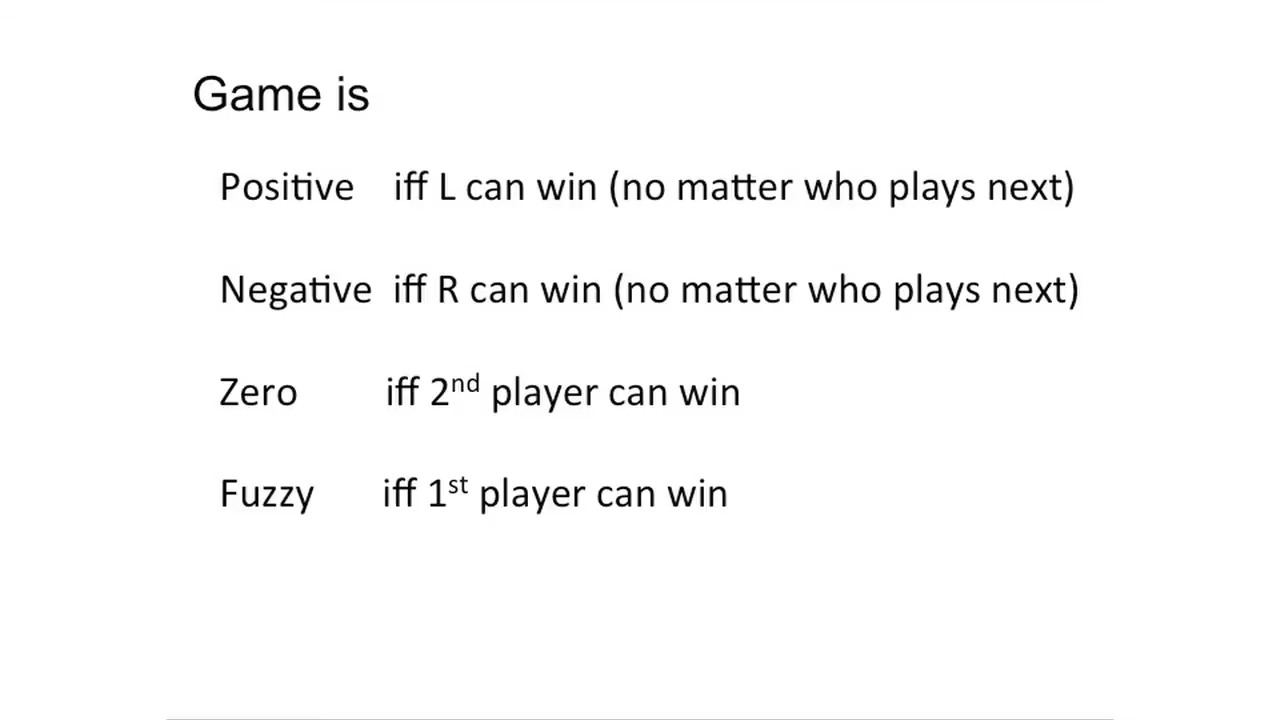 Game is
Positive iff L can win (no matter who plays next)
Negative iff R can win (no matter who plays next)
Zero iff 2nd player can win
Fuzzy iff 1st player can win